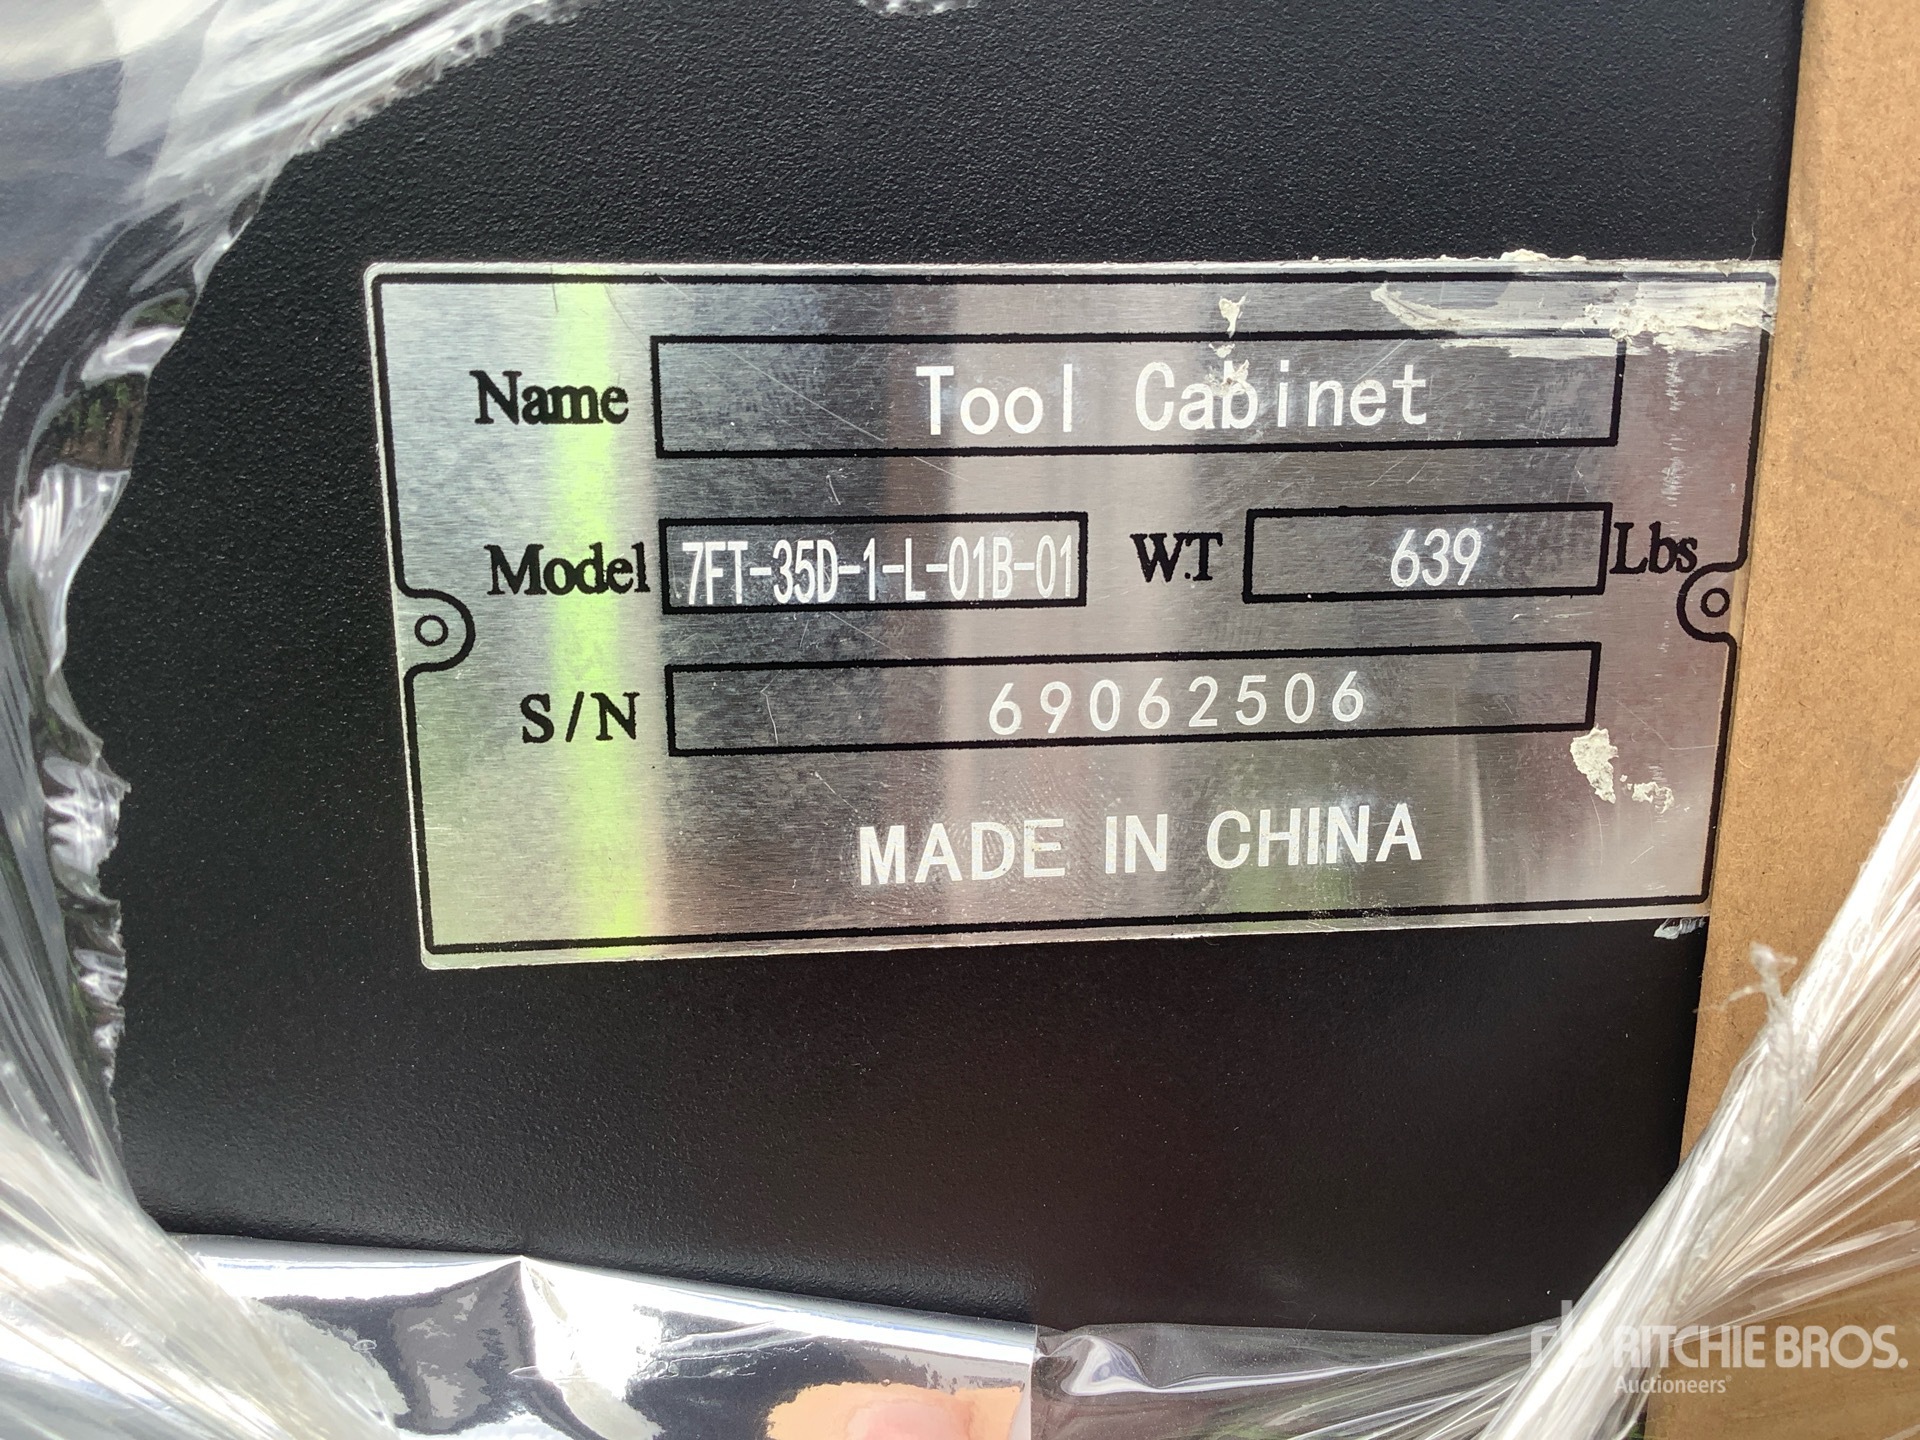 Name Tool Cabinet
Model 7FT-35D-1-L-01B-01 W.T 639 Lbs
S/N 69062506
MADE IN CHINA
RITCHIE BROS.
Auctioneers